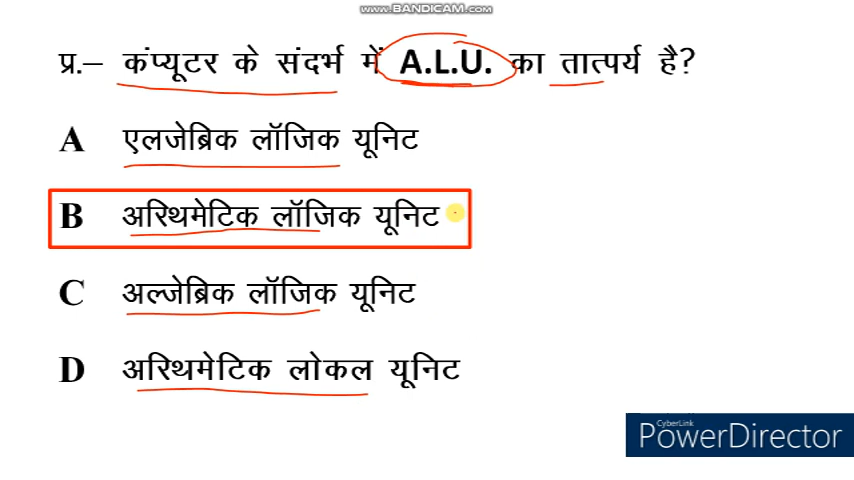 WWW.BANDICAM.COM
प्र.– कंप्यूटर के संदर्भ में A.L.U. का तात्पर्य है?
A एलजेब्रिक लॉजिक यूनिट
B अरिथमेटिक लॉजिक यूनिट
C अल्जेब्रिक लॉजिक यूनिट
D अरिथमेटिक लोकल यूनिट
CyberLink
PowerDirector